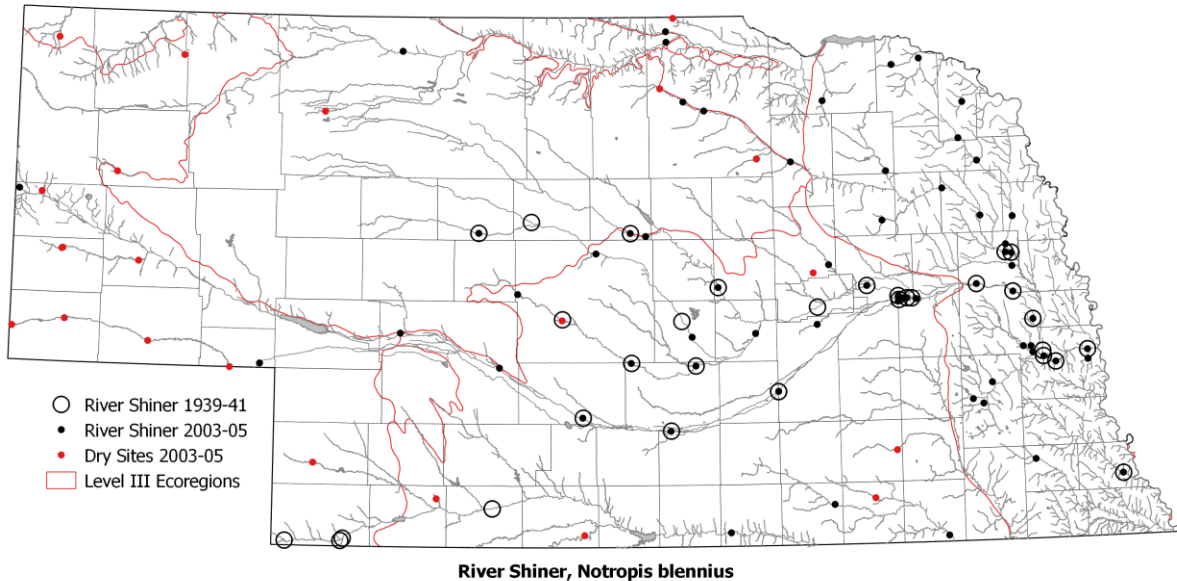 River Shiner 1939-41
River Shiner 2003-05
Dry Sites 2003-05
Level III Ecoregions
River Shiner, Notropis blennius